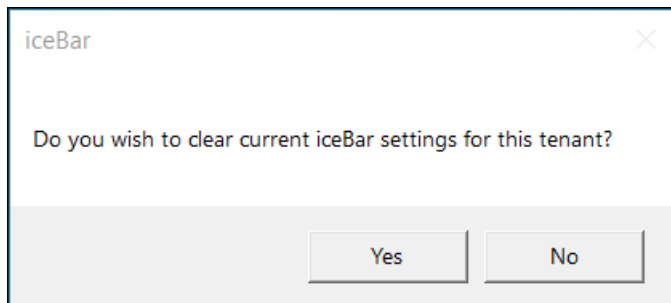 iceBar
Do you wish to clear current iceBar settings for this tenant?
Yes No